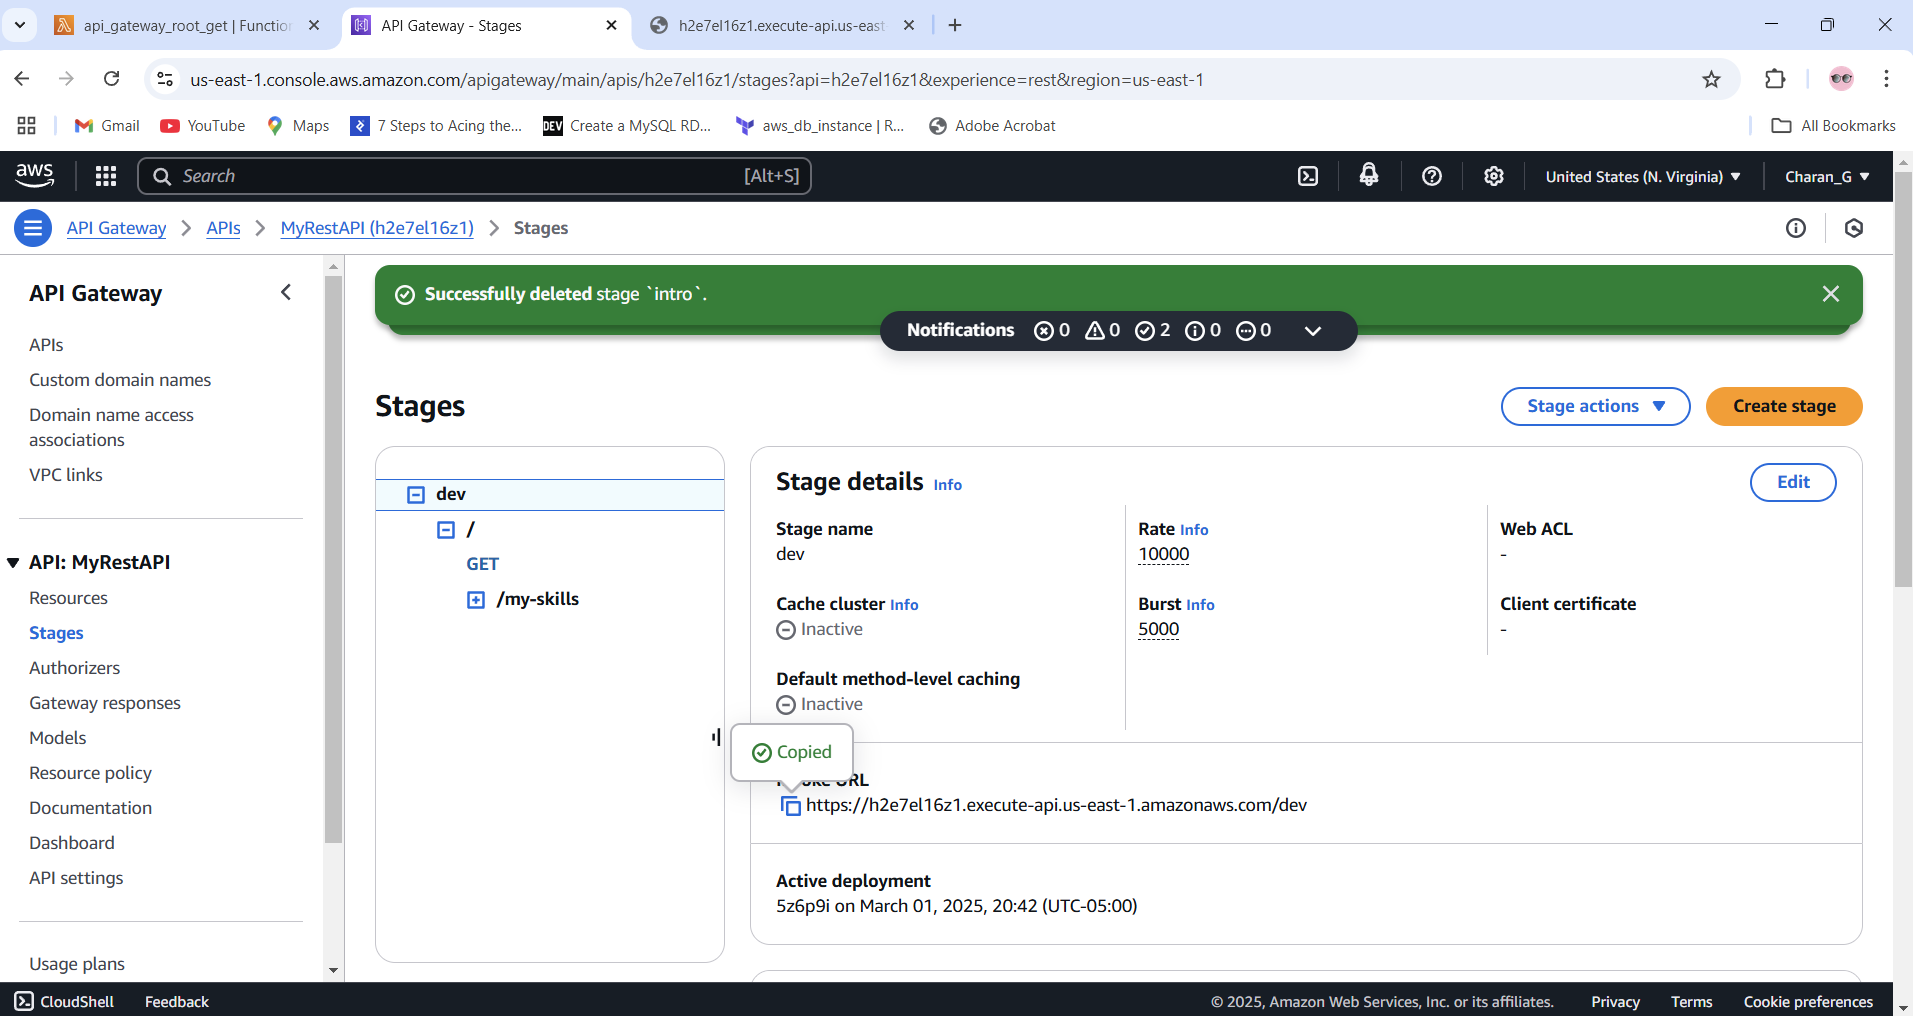 api_gateway_root_get | Function
API Gateway - Stages
h2e7el16z1.execute-api.us-east
us-east-1.console.aws.amazon.com/apigateway/main/apis/h2e7el16z1/stages?api=h2e7el16z1&experience=rest&region=us-east-1
Gmail
YouTube
Maps
7 Steps to Acing the...
DEV
Create a MySQL RD...
aws_db_instance | R...
Adobe Acrobat
All Bookmarks
aws
Search
[Alt+S]
United States (N. Virginia)
Charan_G
API Gateway
APIs
MyRestAPI (h2e7el16z1)
Stages
API Gateway
APIs
Custom domain names
Domain name access
associations
VPC links
API: MyRestAPI
Resources
Stages
Authorizers
Gateway responses
Models
Resource policy
Documentation
Dashboard
API settings
Usage plans
Successfully deleted stage `intro`.
Notifications 0 0 2 0 0
Stages
Stage actions
Create stage
dev
/
GET
/my-skills
Stage details Info
Edit
Stage name
dev
Rate Info
10000
Web ACL
-
Cache cluster Info
Inactive
Burst Info
5000
Client certificate
-
Default method-level caching
Inactive
Copied
URL
https://h2e7el16z1.execute-api.us-east-1.amazonaws.com/dev
Active deployment
5z6p9i on March 01, 2025, 20:42 (UTC-05:00)
CloudShell
Feedback
© 2025, Amazon Web Services, Inc. or its affiliates.
Privacy
Terms
Cookie preferences